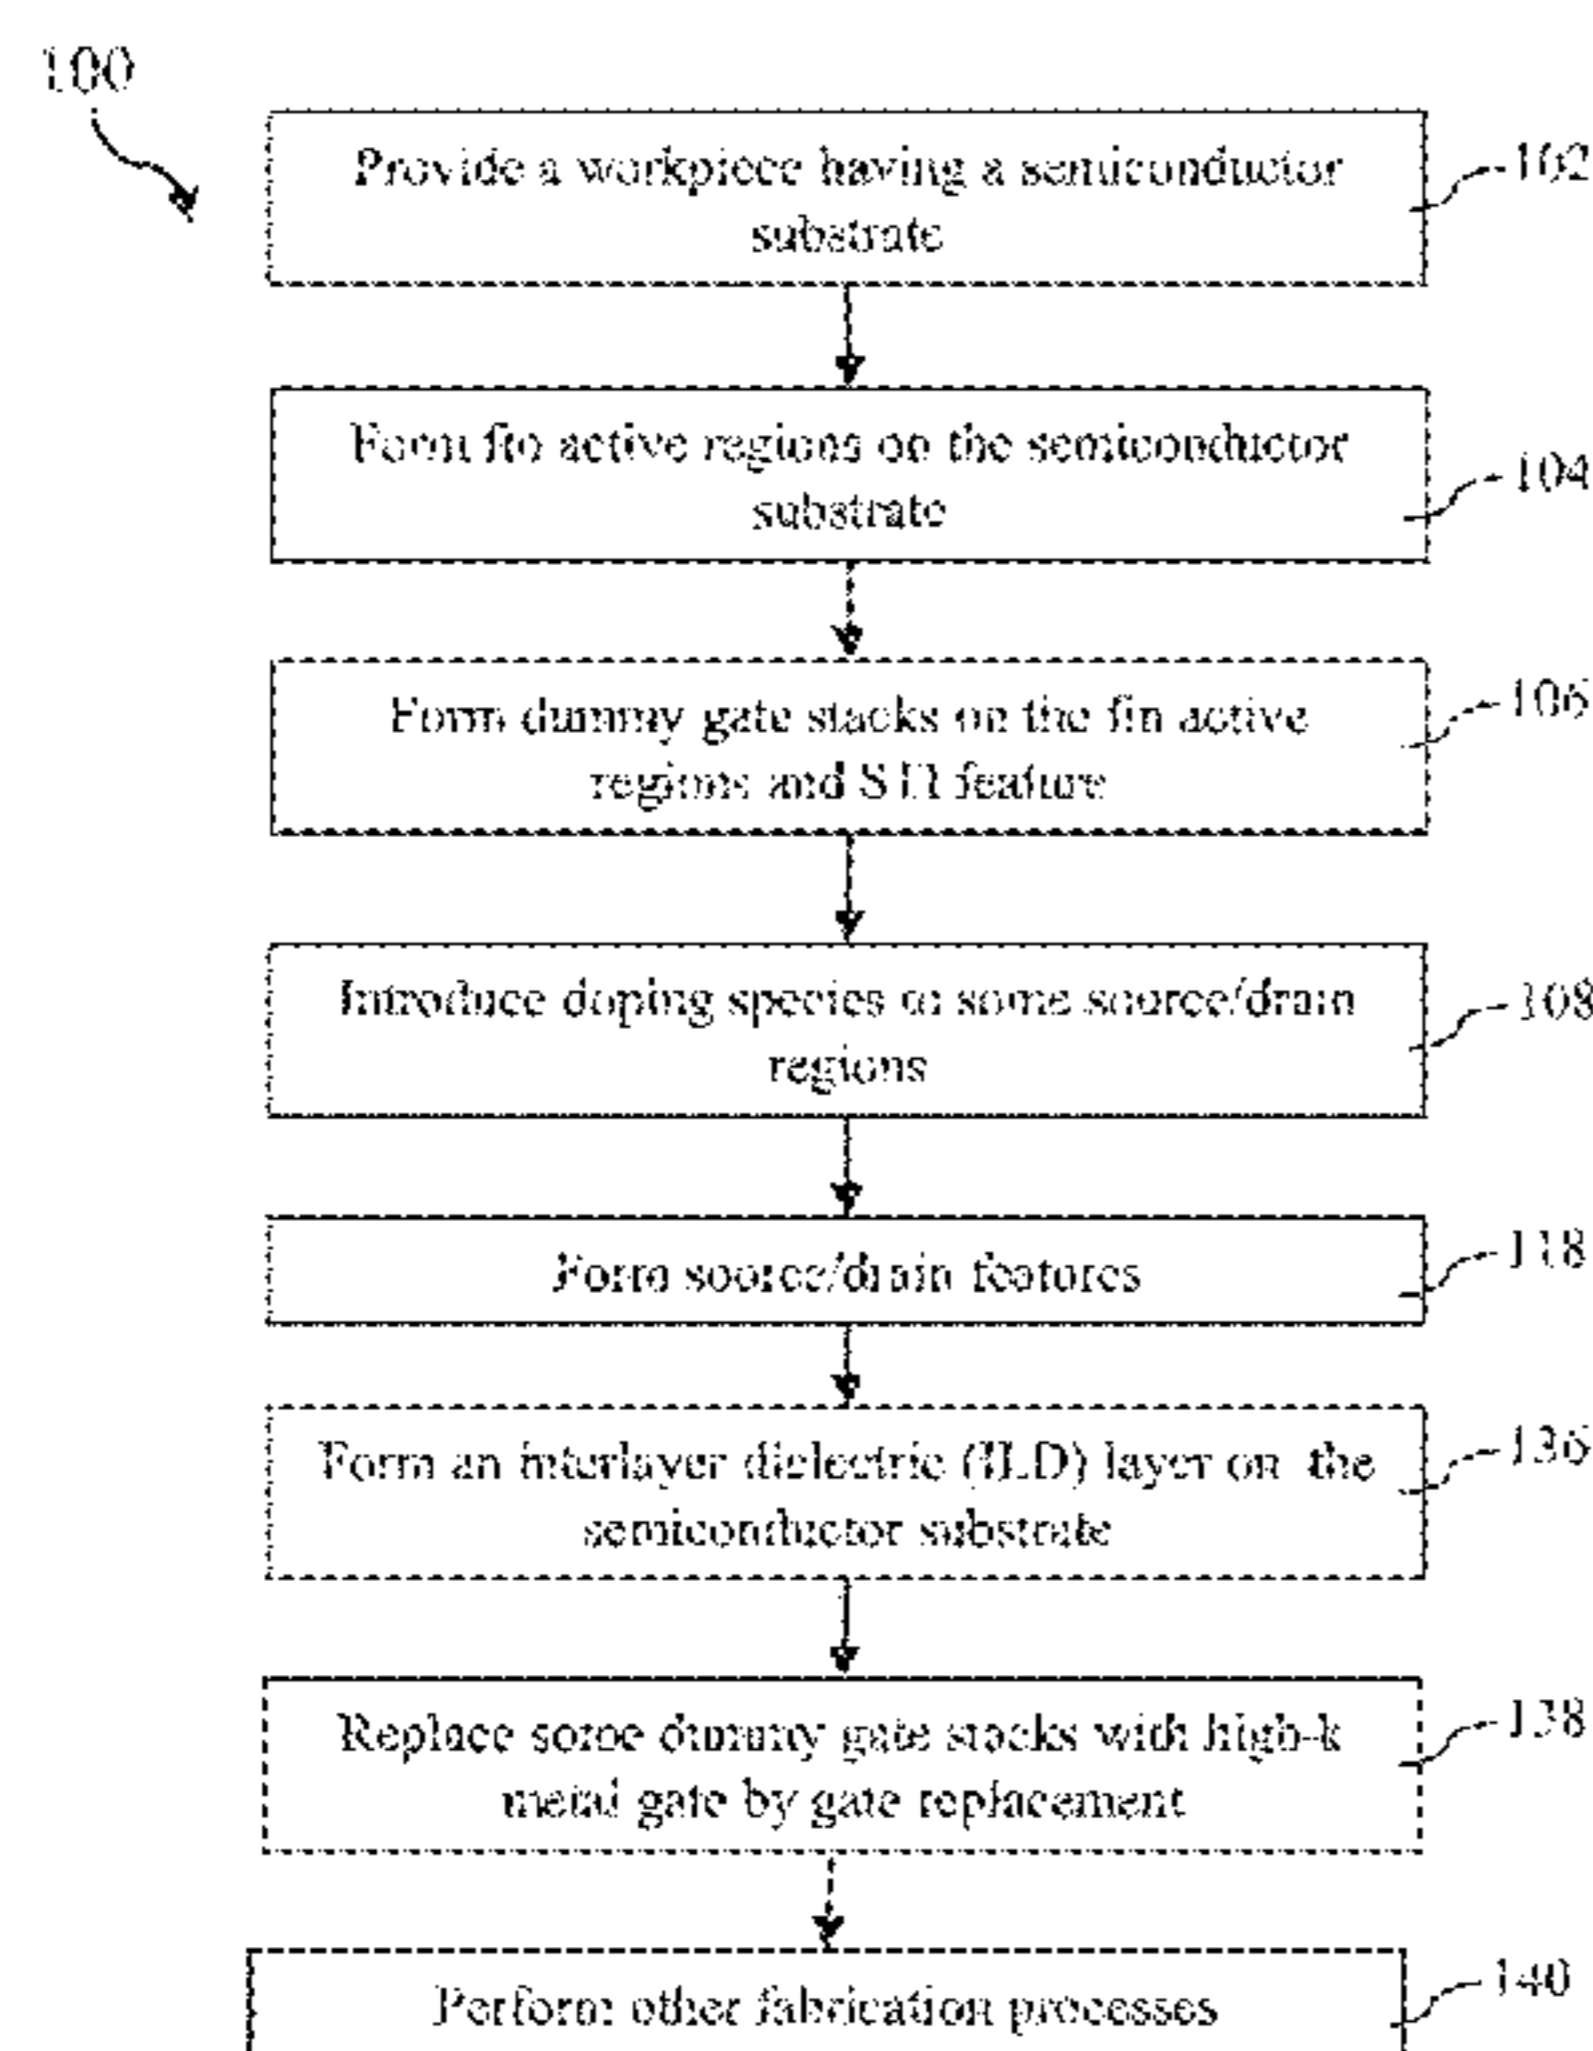 100
Provide a workpiece having a semiconductor
substrate
102
Form fin active regions on the semiconductor
substrate
104
Form dummy gate stacks on the fin active
regions and STI feature
106
Introduce doping species to some source/drain
regions
108
Form source/drain features
118
Form an interlayer dielectric (ILD) layer on the
semiconductor substrate
136
Replace some dummy gate stacks with high-k
metal gate by gate replacement
138
Perform other fabrication processes
140